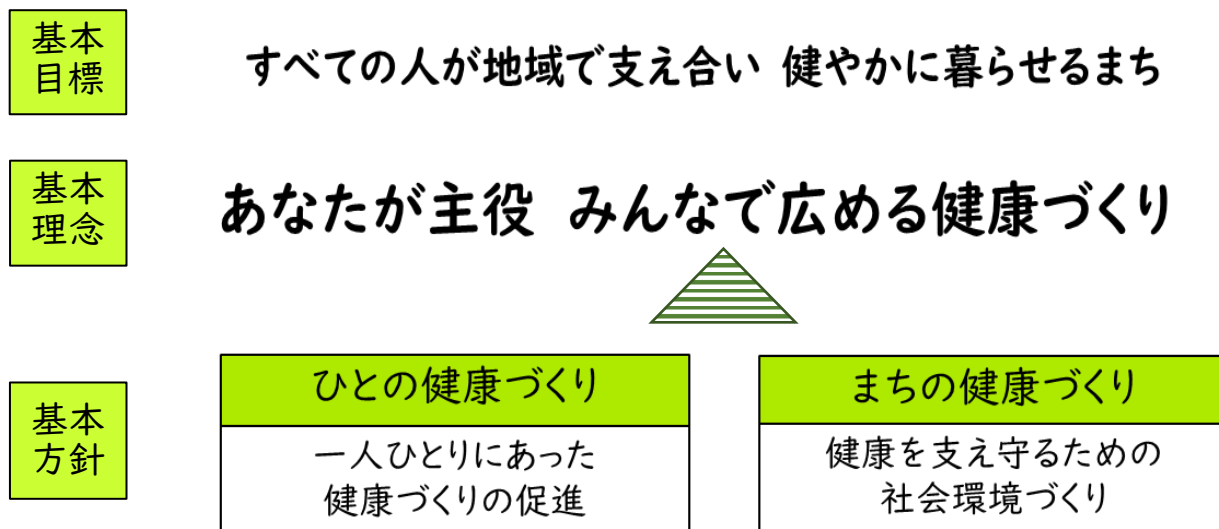 基本
目標
すべての人が地域で支え合い 健やかに暮らせるまち
基本
理念
あなたが主役 みんなで広める健康づくり
基本
方針
ひとの健康づくり
一人ひとりにあった
健康づくりの促進
まちの健康づくり
健康を支え守るための
社会環境づくり